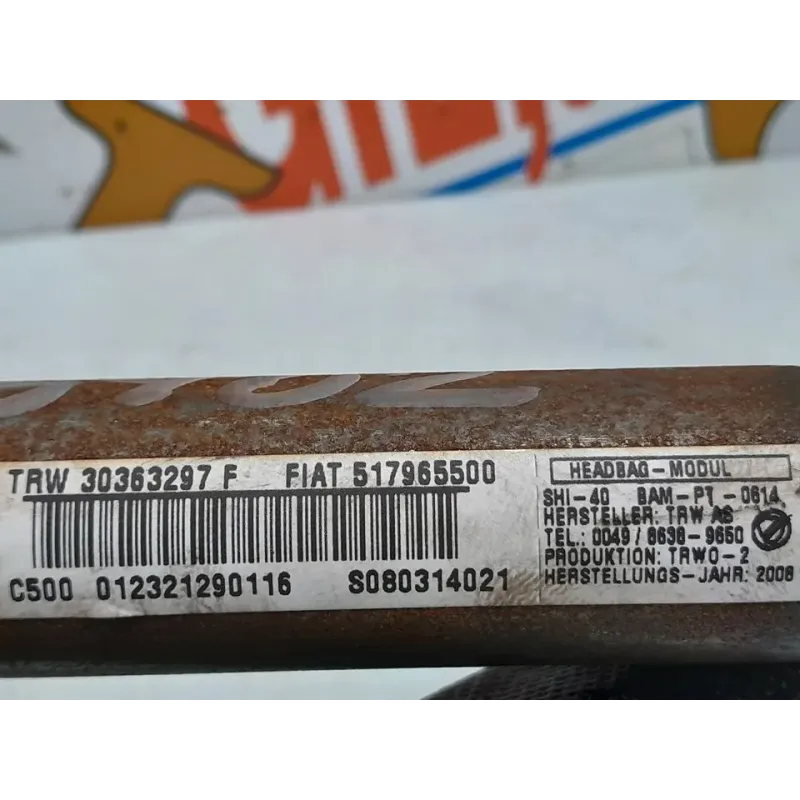 TRW 30363297 F FIAT 517965500
C500 012321290116 S080314021
HEADBAG-MODUL
SHI-40 BAM-PT-0614
HERSTELLER: TRW AS
TEL.: 0049/8638-9650
PRODUKTION: TRWO-2
HERSTELLUNGS-JAHR: 2008